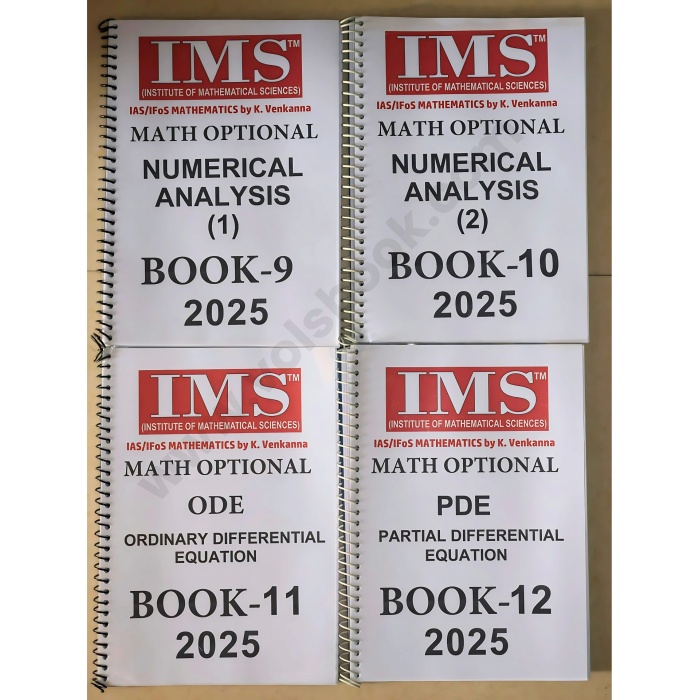 IMS™
(INSTITUTE OF MATHEMATICAL SCIENCES)
IAS/IFoS MATHEMATICS by K. Venkanna
MATH OPTIONAL
NUMERICAL
ANALYSIS
(1)
BOOK-9
2025
IMS™
(INSTITUTE OF MATHEMATICAL SCIENCES)
IAS/IFoS MATHEMATICS by K. Venkanna
MATH OPTIONAL
NUMERICAL
ANALYSIS
(2)
BOOK-10
2025
IMS™
(INSTITUTE OF MATHEMATICAL SCIENCES)
IAS/IFoS MATHEMATICS by K. Venkanna
MATH OPTIONAL
ODE
ORDINARY DIFFERENTIAL
EQUATION
BOOK-11
2025
IMS™
(INSTITUTE OF MATHEMATICAL SCIENCES)
IAS/IFoS MATHEMATICS by K. Venkanna
MATH OPTIONAL
PDE
PARTIAL DIFFERENTIAL
EQUATION
BOOK-12
2025